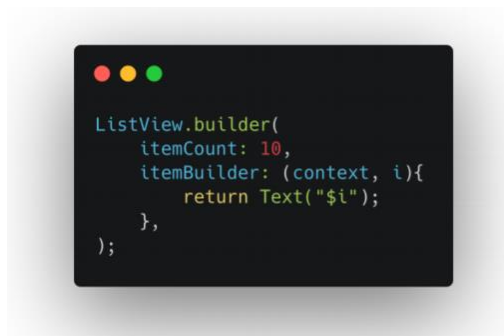 ListView.builder(
    itemCount: 10,
    itemBuilder: (context, i){
        return Text("$i");
    },
);